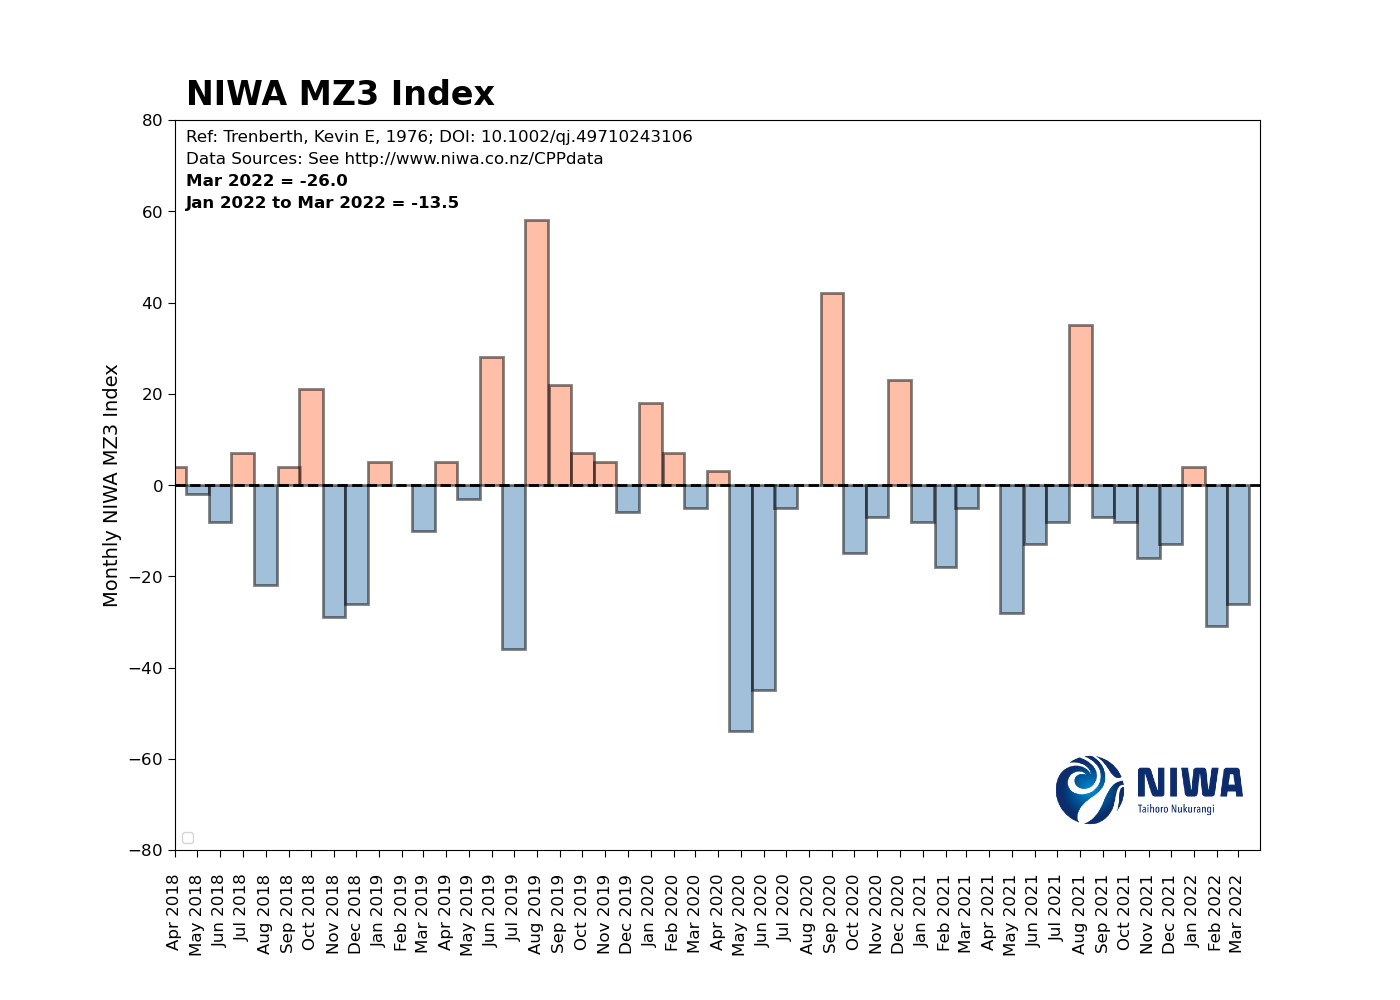 NIWA MZ3 Index
Ref: Trenberth, Kevin E, 1976; DOI: 10.1002/qj.49710243106
Data Sources: See http://www.niwa.co.nz/CPPdata
Mar 2022 = -26.0
Jan 2022 to Mar 2022 = -13.5
Monthly NIWA MZ3 Index
80
60
40
20
0
−20
−40
−60
−80
NIWA
Taihoro Nukurangi
Apr 2018
May 2018
Jun 2018
Jul 2018
Aug 2018
Sep 2018
Oct 2018
Nov 2018
Dec 2018
Jan 2019
Feb 2019
Mar 2019
Apr 2019
May 2019
Jun 2019
Jul 2019
Aug 2019
Sep 2019
Oct 2019
Nov 2019
Dec 2019
Jan 2020
Feb 2020
Mar 2020
Apr 2020
May 2020
Jun 2020
Jul 2020
Aug 2020
Sep 2020
Oct 2020
Nov 2020
Dec 2020
Jan 2021
Feb 2021
Mar 2021
Apr 2021
May 2021
Jun 2021
Jul 2021
Aug 2021
Sep 2021
Oct 2021
Nov 2021
Dec 2021
Jan 2022
Feb 2022
Mar 2022